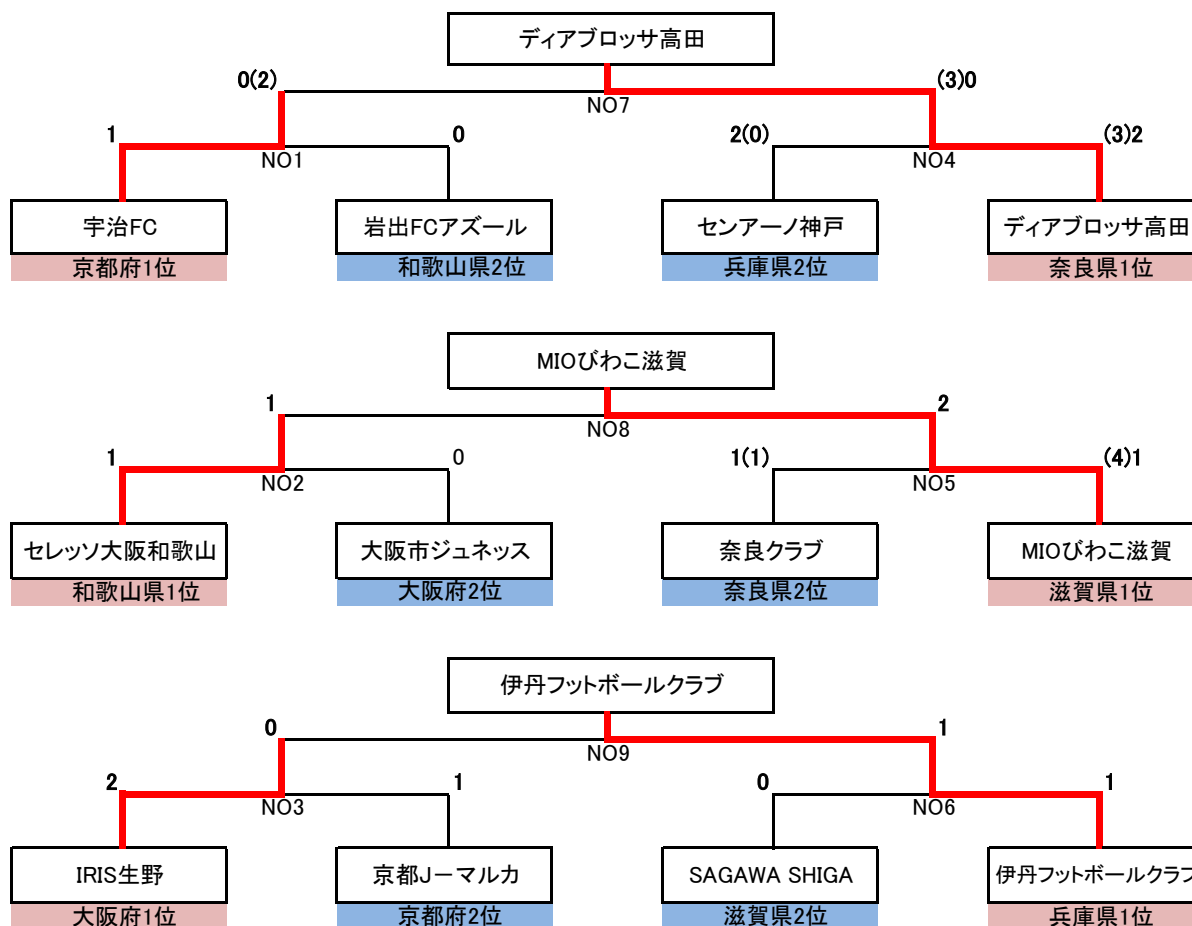 ディアブロッサ高田
0(2) (3)0
NO7
1 0 2(0) (3)2
NO1 NO4
宇治FC 岩出FCアズール センアーノ神戸 ディアブロッサ高田
京都府1位 和歌山県2位 兵庫県2位 奈良県1位
MIOびわこ滋賀
1 2
NO8
1 0 1(1) (4)1
NO2 NO5
セレッソ大阪和歌山 大阪市ジュネッス 奈良クラブ MIOびわこ滋賀
和歌山県1位 大阪府2位 奈良県2位 滋賀県1位
伊丹フットボールクラブ
0 1
NO9
2 1 0 1
NO3 NO6
IRIS生野 京都J−マルカ SAGAWA SHIGA 伊丹フットボールクラブ
大阪府1位 京都府2位 滋賀県2位 兵庫県1位